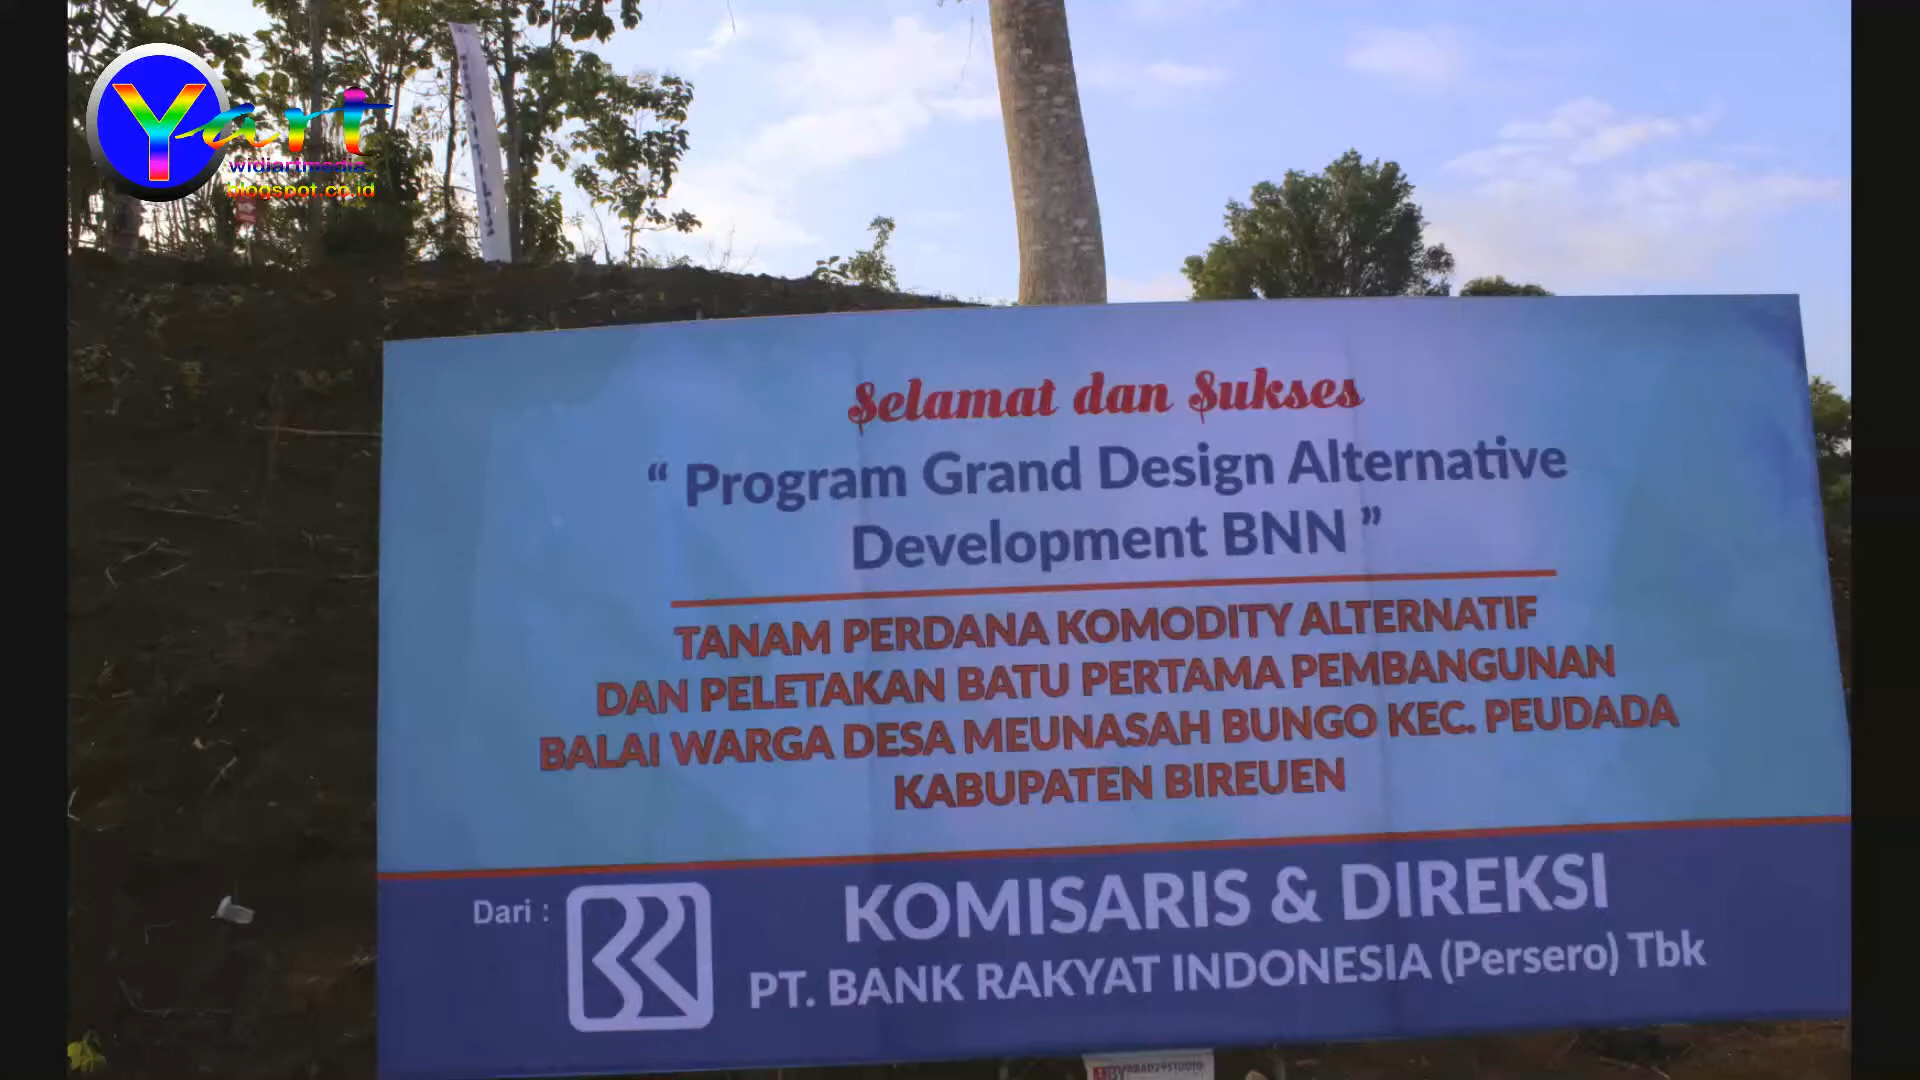 Yart
widiartmedia
blogspot.co.id
Selamat dan Sukses
“ Program Grand Design Alternative
Development BNN ”
TANAM PERDANA KOMODITY ALTERNATIF
DAN PELETAKAN BATU PERTAMA PEMBANGUNAN
BALAI WARGA DESA MEUNASAH BUNGO KEC. PEUDADA
KABUPATEN BIREUEN
Dari :
KOMISARIS & DIREKSI
PT. BANK RAKYAT INDONESIA (Persero) Tbk